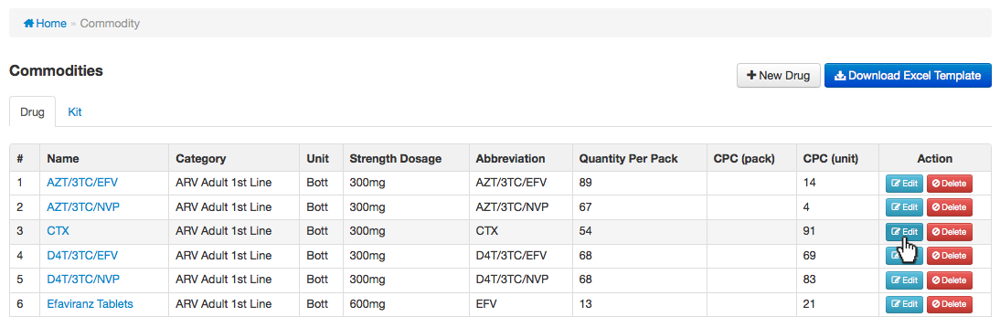 Home » Commodity
Commodities
New Drug Download Excel Template
Drug Kit
# Name Category Unit Strength Dosage Abbreviation Quantity Per Pack CPC (pack) CPC (unit) Action
1 AZT/3TC/EFV ARV Adult 1st Line Bott 300mg AZT/3TC/EFV 89 14 Edit Delete
2 AZT/3TC/NVP ARV Adult 1st Line Bott 300mg AZT/3TC/NVP 67 4 Edit Delete
3 CTX ARV Adult 1st Line Bott 300mg CTX 54 91 Edit Delete
4 D4T/3TC/EFV ARV Adult 1st Line Bott 300mg D4T/3TC/EFV 68 69 Delete
5 D4T/3TC/NVP ARV Adult 1st Line Bott 300mg D4T/3TC/NVP 68 83 Edit Delete
6 Efaviranz Tablets ARV Adult 1st Line Bott 600mg EFV 13 21 Edit Delete